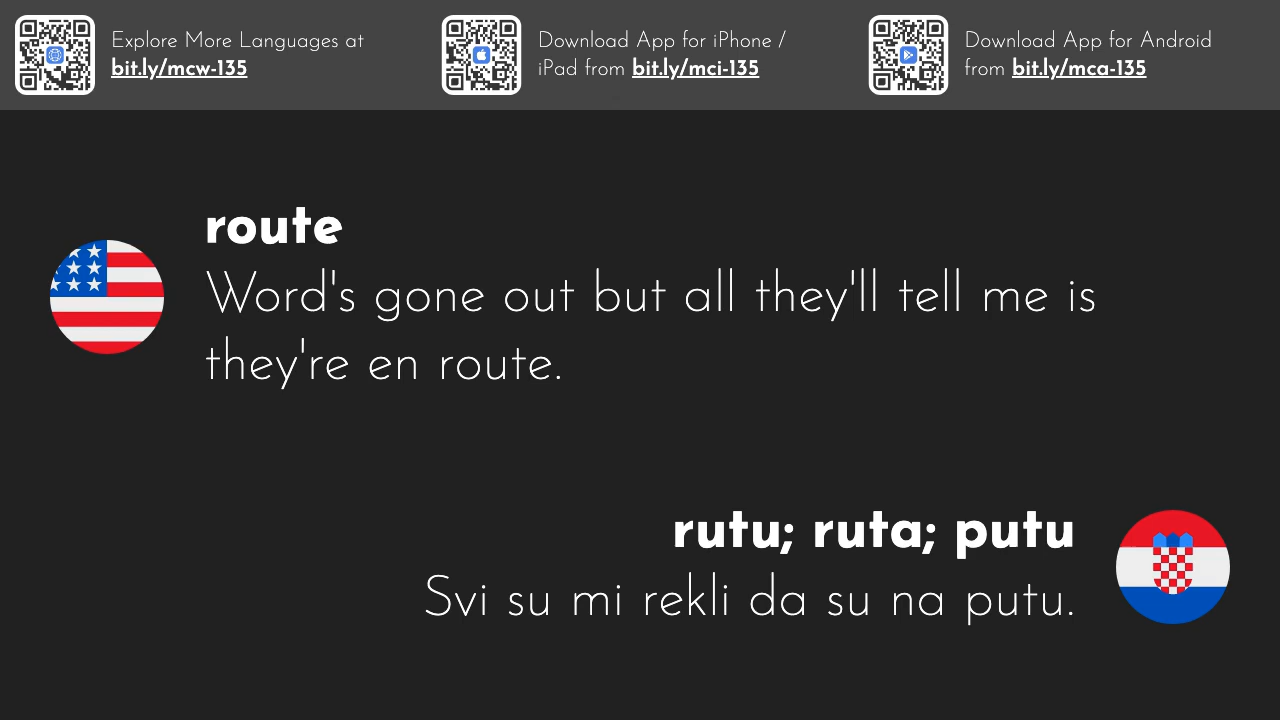 Explore More Languages at
bit.ly/mcw-135
Download App for iPhone /
iPad from bit.ly/mci-135
Download App for Android
from bit.ly/mca-135
route
Word's gone out but all they'll tell me is
they're en route.
rutu; ruta; putu
Svi su mi rekli da su na putu.